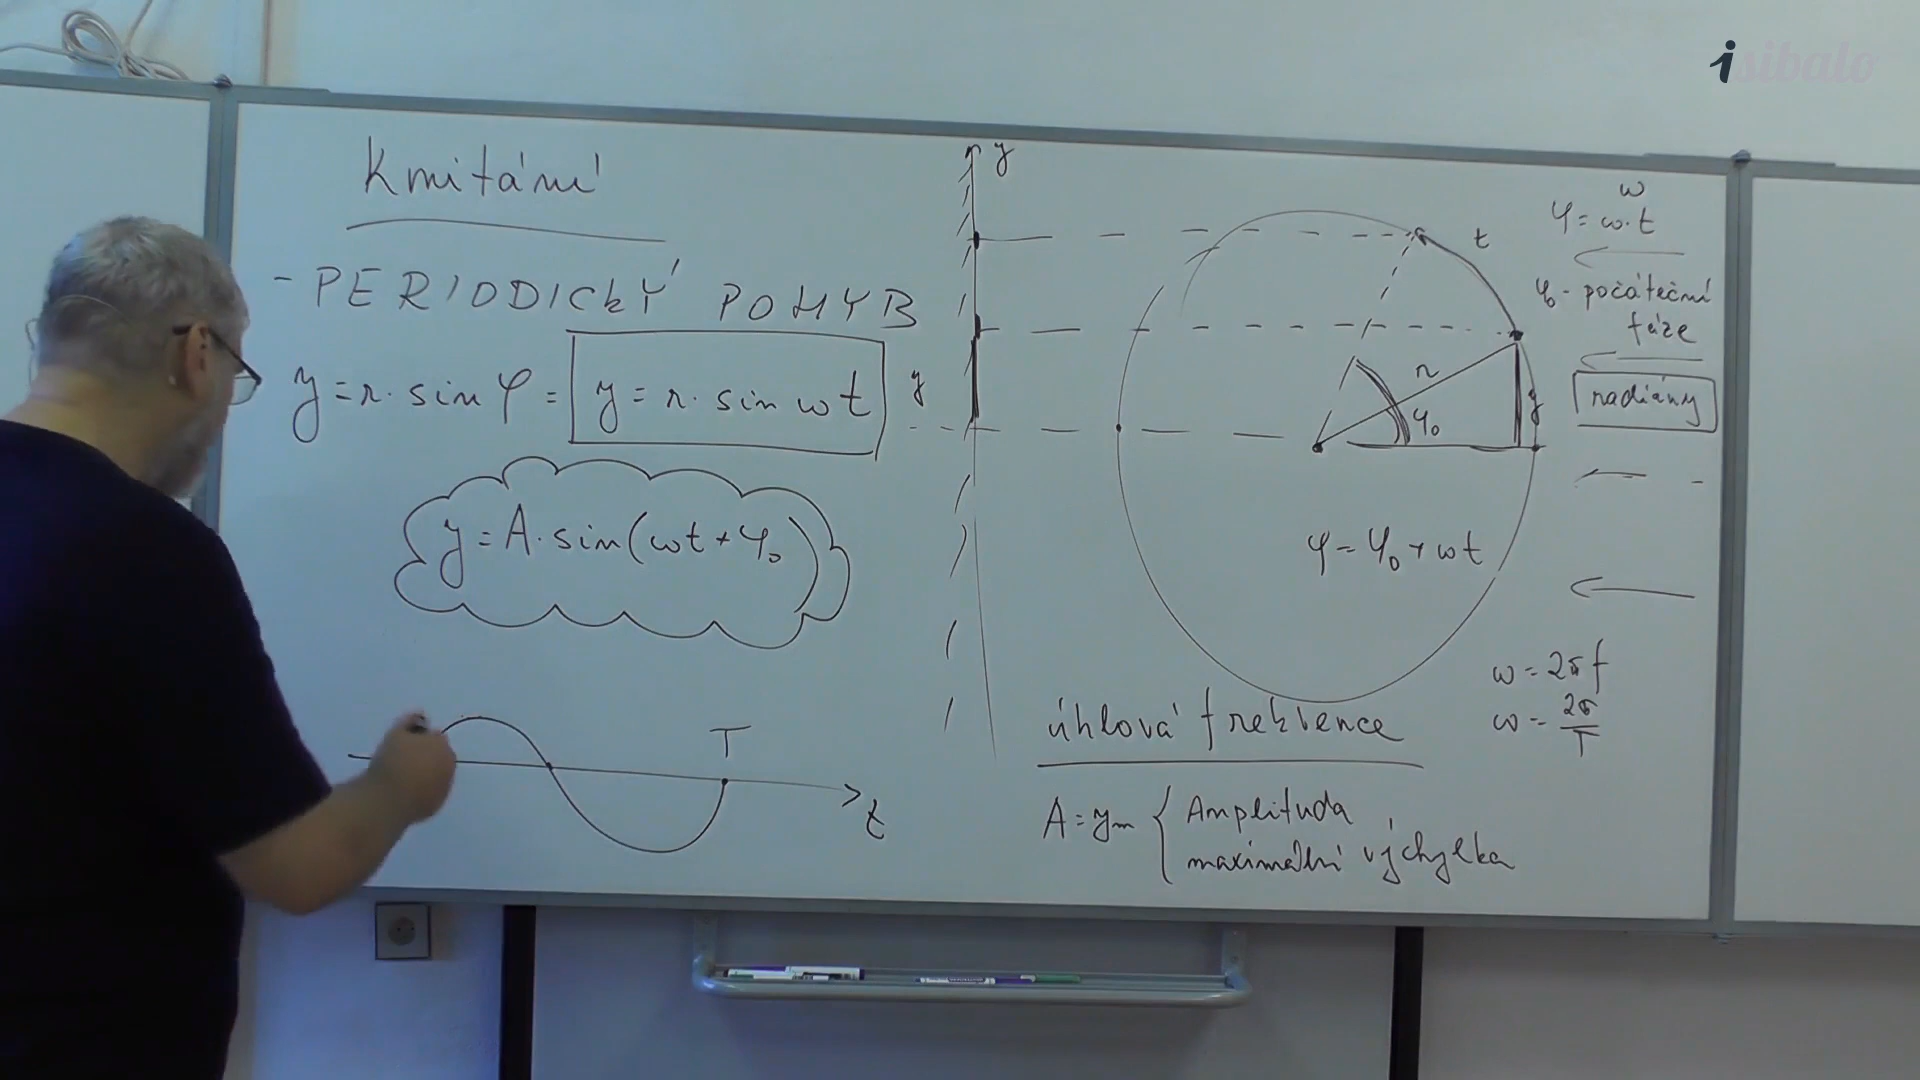 isibalo
Kmitání
- PERIODICKÝ POHYB
y = r · sin φ = y = r · sin ωt
y = A · sin(ωt + φ₀)
T
t
y
y
t
r
φ₀
y
φ = φ₀ + ωt
ω
φ = ω · t
φ₀ - počáteční
fáze
radiány
ω = 2πf
ω = 2π/T
úhlová frekvence
A = yₘ { Amplituda
maximální výchylka